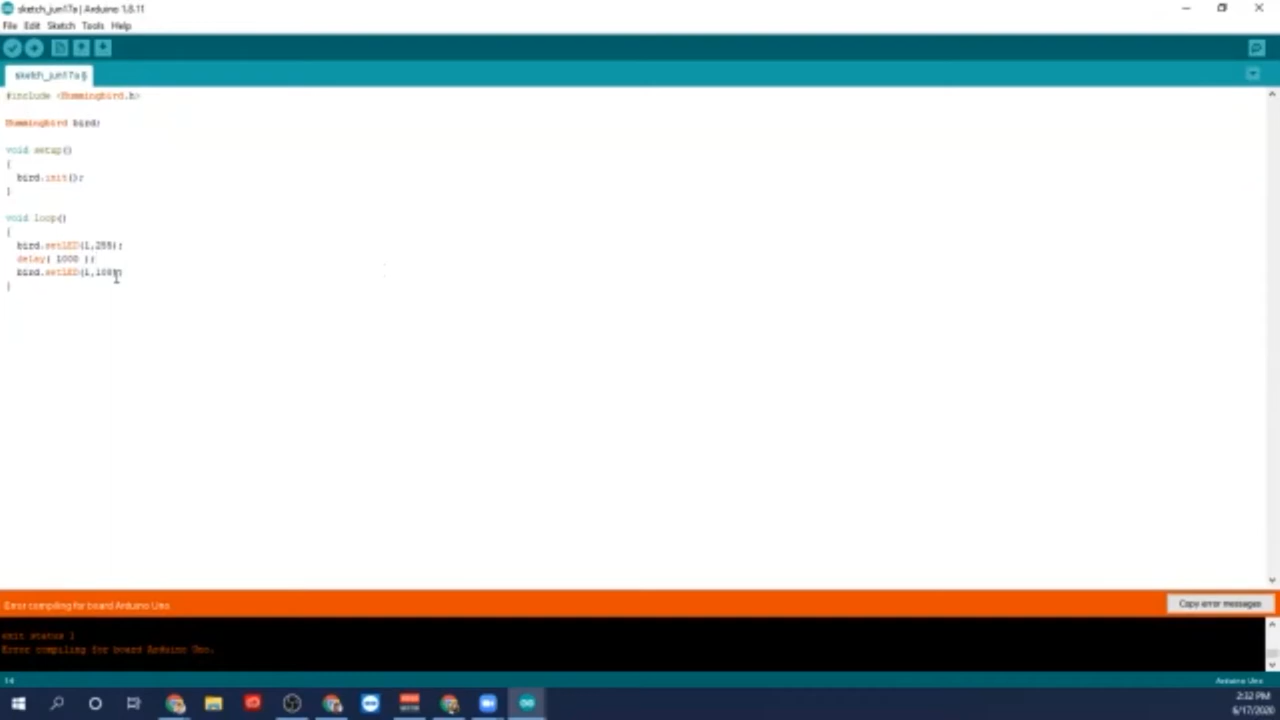 sketch_jun17a | Arduino 1.8.11
File Edit Sketch Tools Help
sketch_jun17a §
#include <Hummingbird.h>
Hummingbird bird;
void setup()
{
bird.init();
}
void loop()
{
bird.setLED(1,255);
delay( 1000 );
bird.setLED(1,100)
}
Error compiling for board Arduino Uno.
Copy error messages
exit status 1
Error compiling for board Arduino Uno.
14
Arduino Uno
2:32 PM
6/17/2020